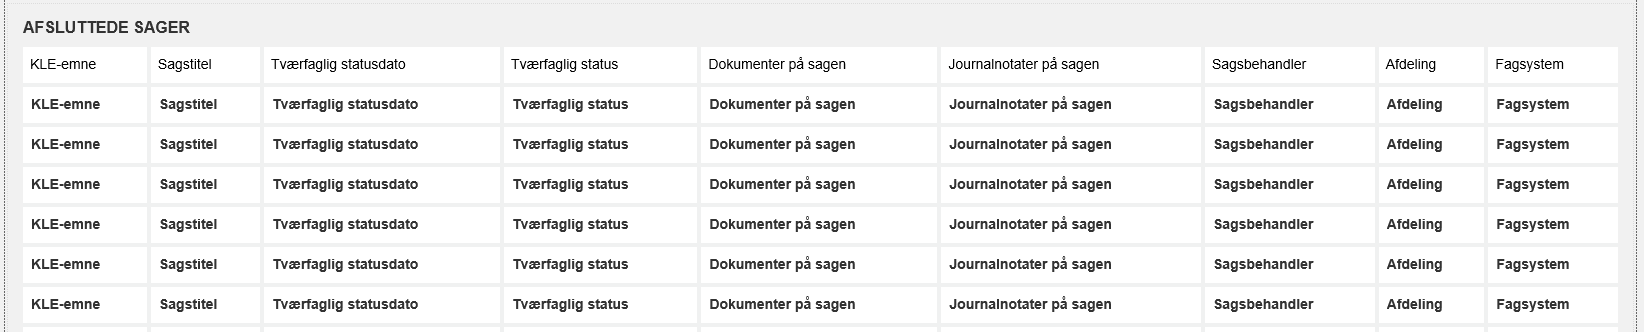 AFSLUTTEDE SAGER
KLE-emne Sagstitel Tværfaglig statusdato Tværfaglig status Dokumenter på sagen Journalnotater på sagen Sagsbehandler Afdeling Fagsystem
KLE-emne Sagstitel Tværfaglig statusdato Tværfaglig status Dokumenter på sagen Journalnotater på sagen Sagsbehandler Afdeling Fagsystem
KLE-emne Sagstitel Tværfaglig statusdato Tværfaglig status Dokumenter på sagen Journalnotater på sagen Sagsbehandler Afdeling Fagsystem
KLE-emne Sagstitel Tværfaglig statusdato Tværfaglig status Dokumenter på sagen Journalnotater på sagen Sagsbehandler Afdeling Fagsystem
KLE-emne Sagstitel Tværfaglig statusdato Tværfaglig status Dokumenter på sagen Journalnotater på sagen Sagsbehandler Afdeling Fagsystem
KLE-emne Sagstitel Tværfaglig statusdato Tværfaglig status Dokumenter på sagen Journalnotater på sagen Sagsbehandler Afdeling Fagsystem
KLE-emne Sagstitel Tværfaglig statusdato Tværfaglig status Dokumenter på sagen Journalnotater på sagen Sagsbehandler Afdeling Fagsystem